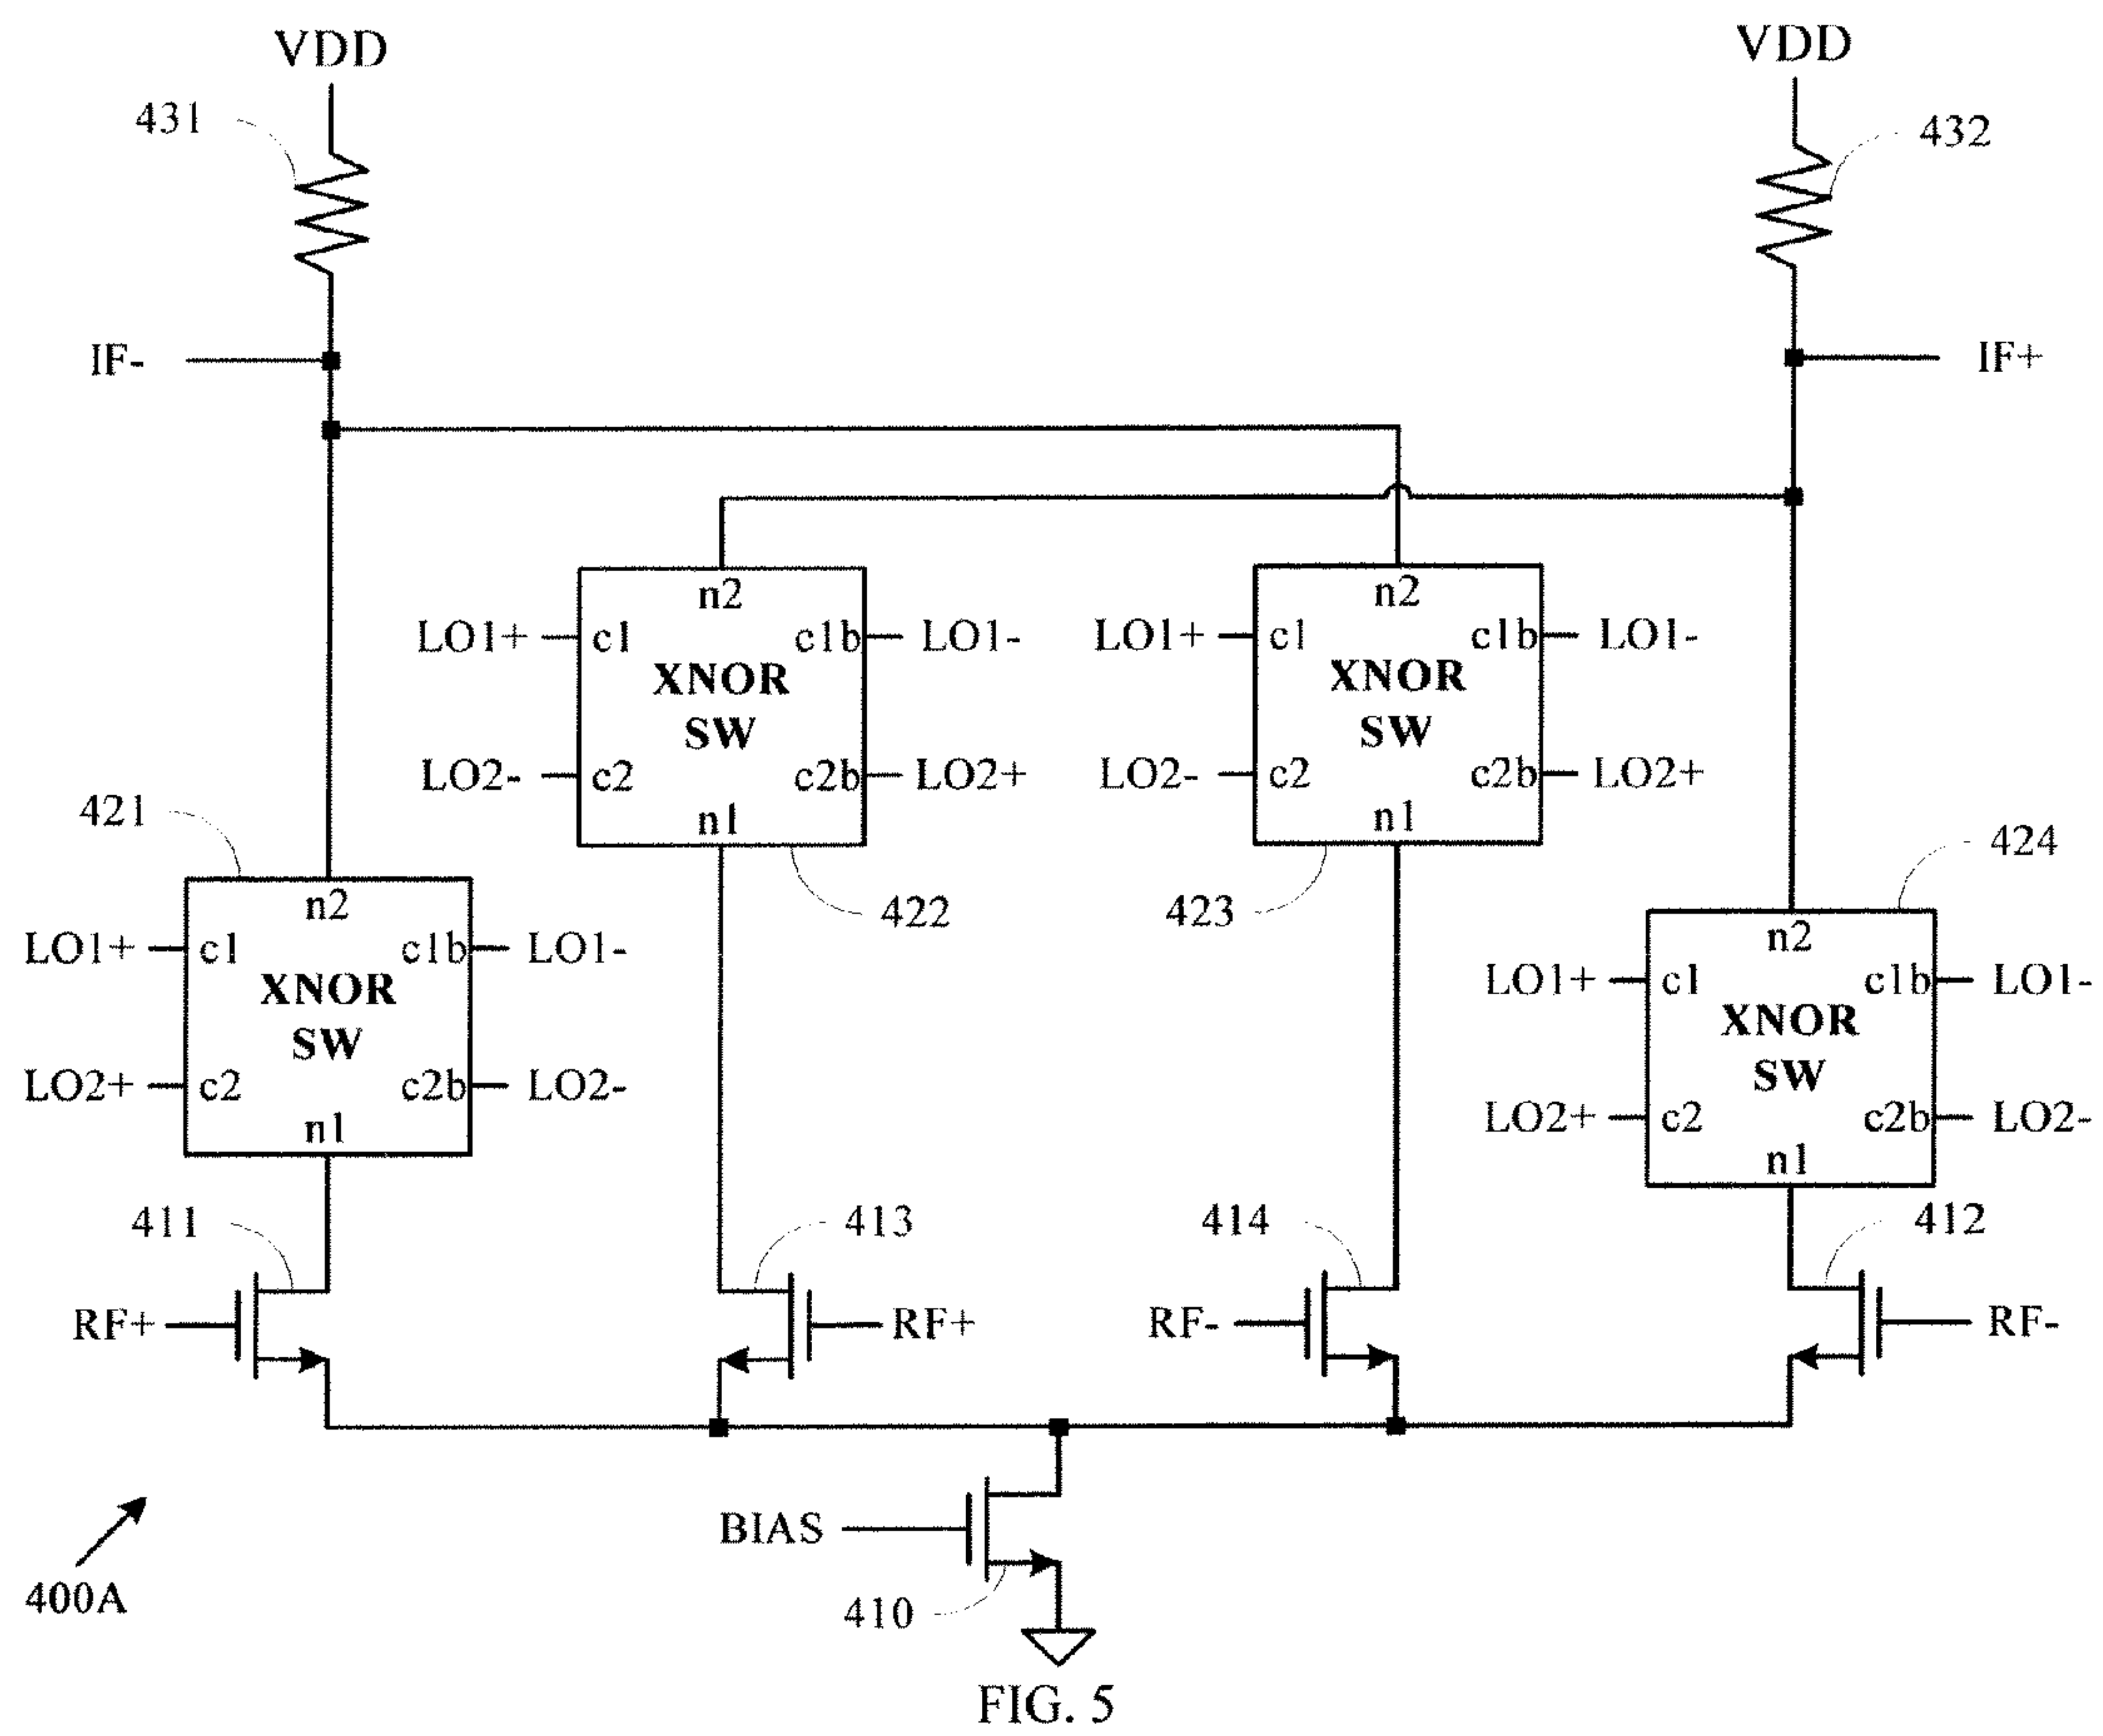 VDD
VDD
431
432
IF-
IF+
n2
LO1+ c1 c1b LO1-
XNOR
SW
LO2- c2 c2b LO2+
n1
422
n2
LO1+ c1 c1b LO1-
XNOR
SW
LO2- c2 c2b LO2+
n1
423
421
n2
LO1+ c1 c1b LO1-
XNOR
SW
LO2+ c2 c2b LO2-
n1
424
n2
LO1+ c1 c1b LO1-
XNOR
SW
LO2+ c2 c2b LO2-
n1
411
413
414
412
RF+
RF+
RF-
RF-
BIAS
410
400A
FIG. 5